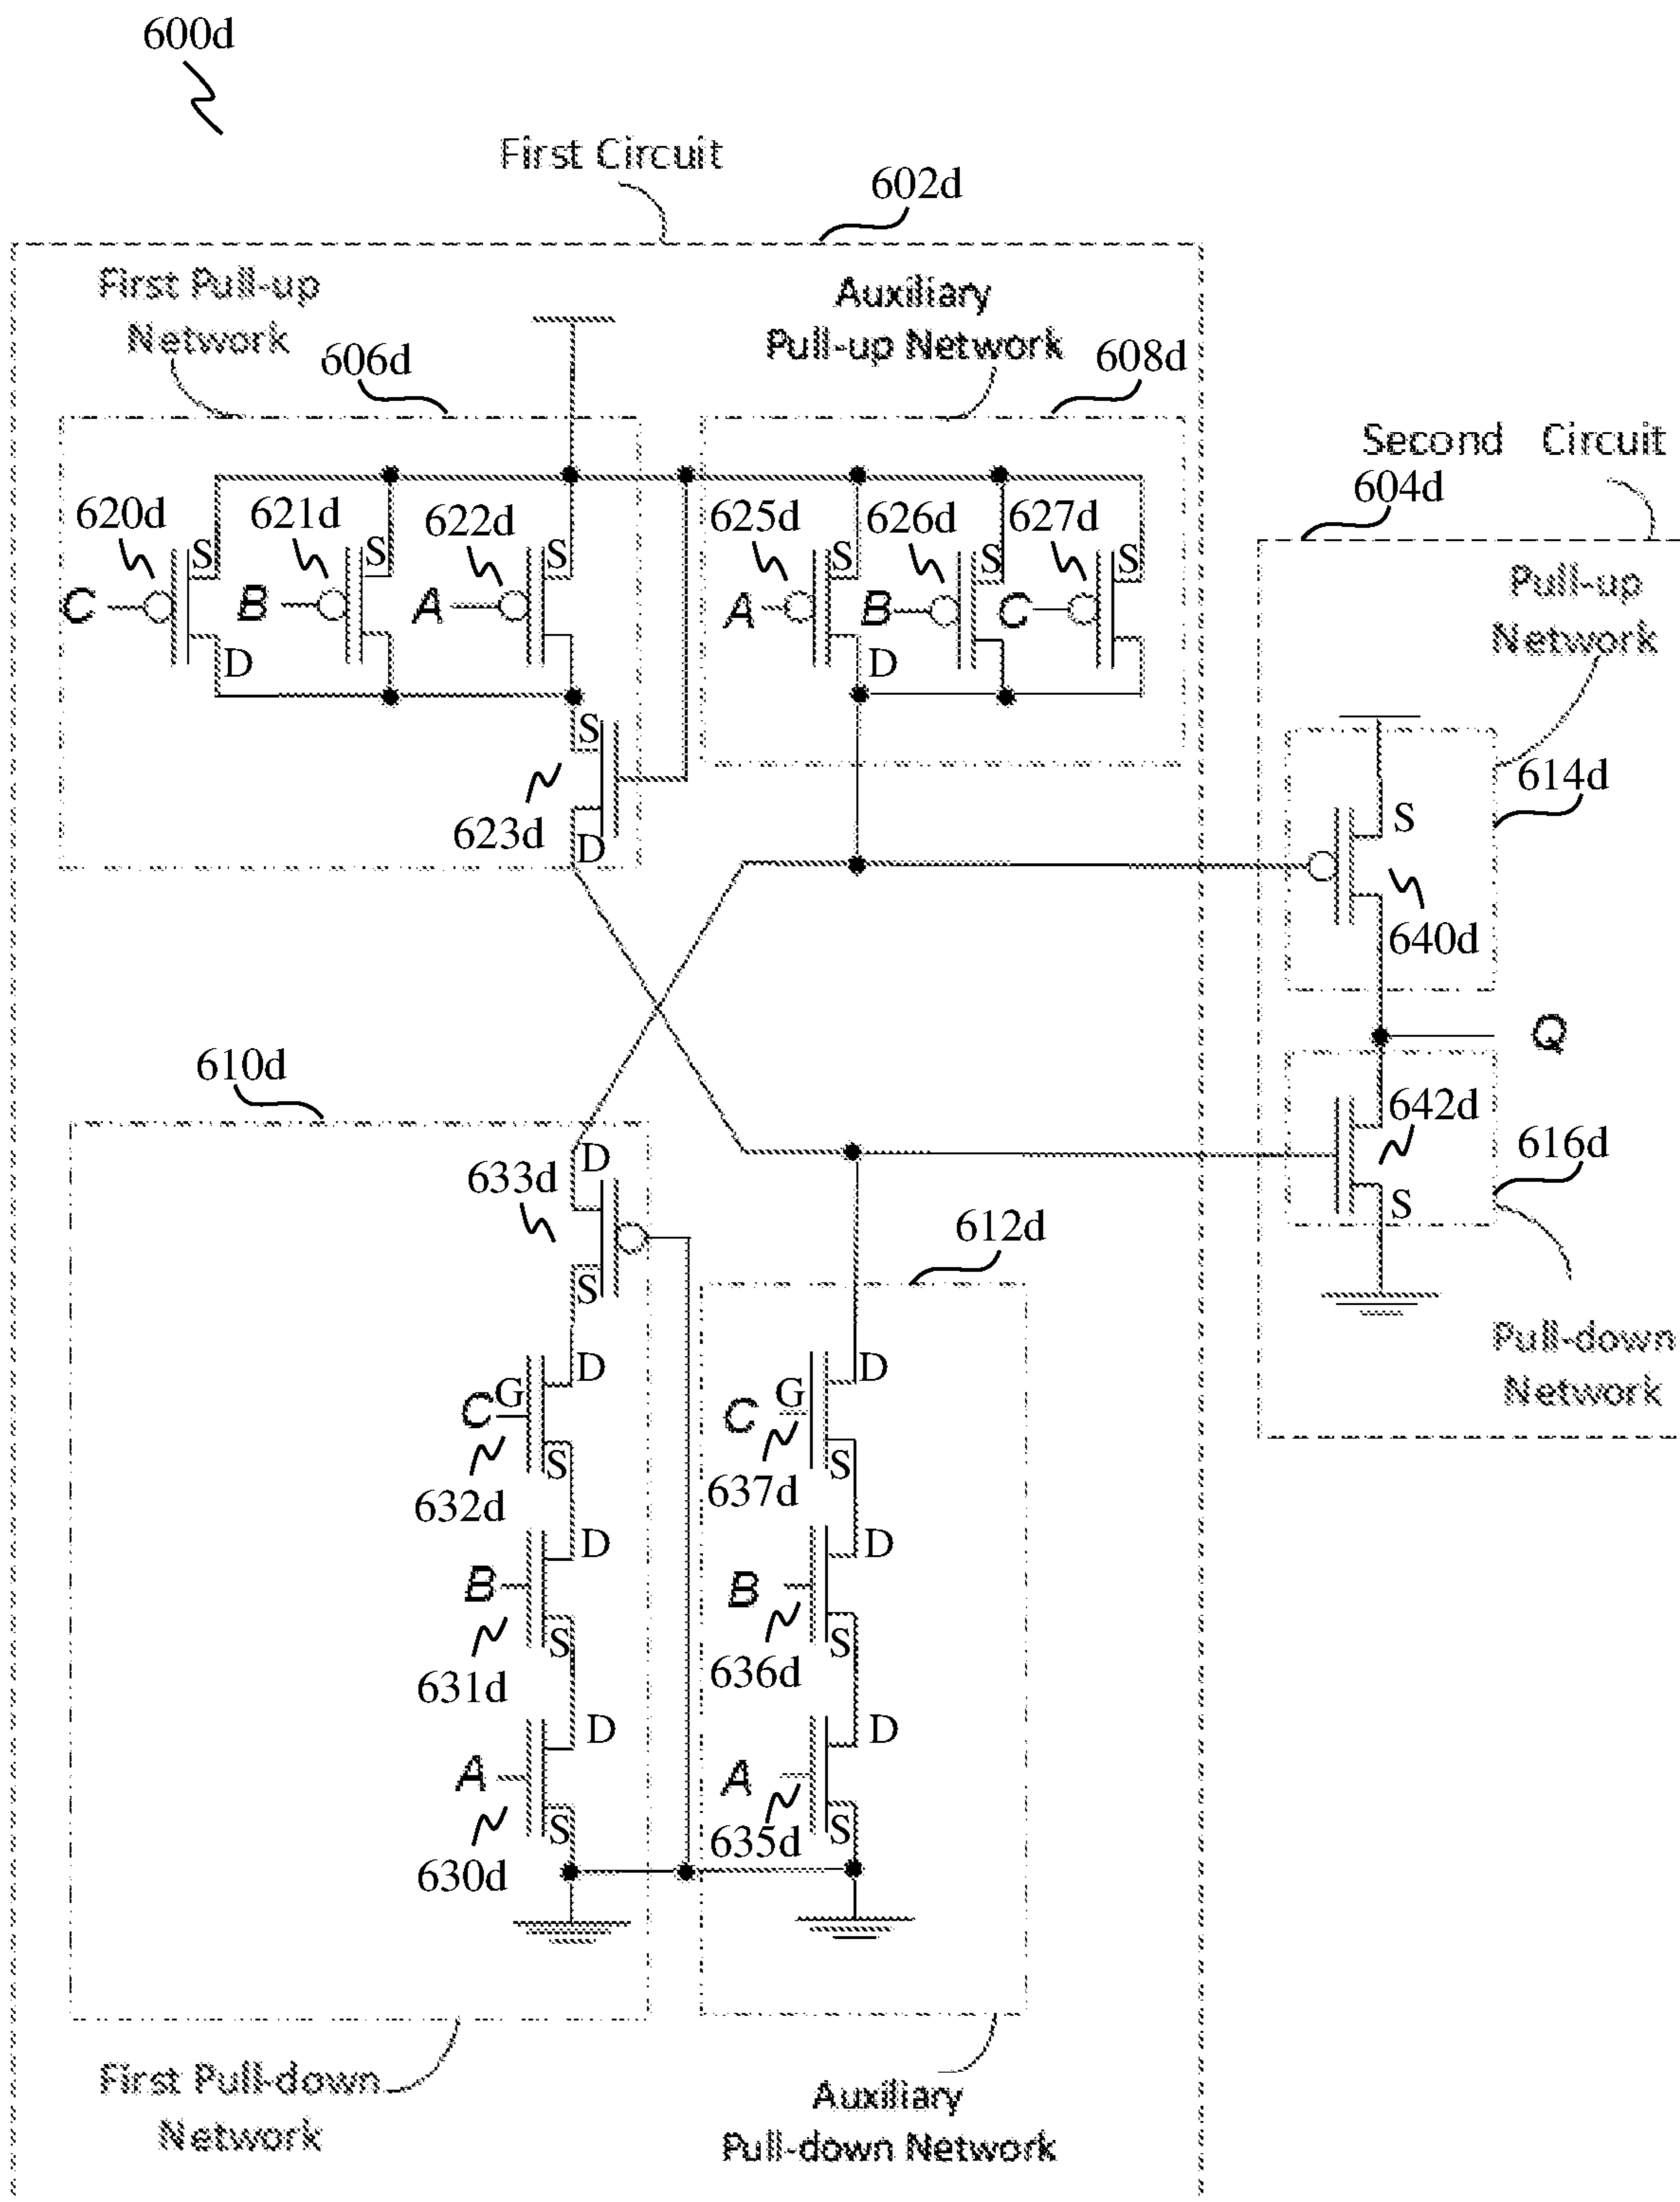 600d
First Circuit
602d
First Pull-up
Network
606d
Auxiliary
Pull-up Network
608d
Second Circuit
604d
620d
621d
622d
625d
626d
627d
S
S
S
S
S
S
C
B
A
A
B
C
D
D
Pull-up
Network
S
623d
D
614d
S
640d
Q
610d
642d
616d
S
D
633d
S
612d
Pull-down
Network
C
G
D
S
632d
C
G
D
S
637d
B
D
S
631d
B
D
S
636d
A
D
S
630d
A
D
S
635d
First Pull-down
Network
Auxiliary
Pull-down Network